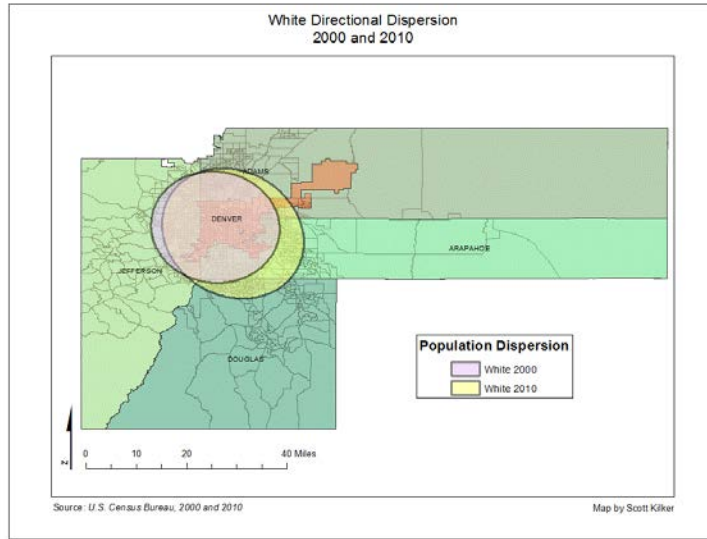 White Directional Dispersion
2000 and 2010
ADAMS
DENVER
ARAPAHOE
JEFFERSON
DOUGLAS
Population Dispersion
White 2000
White 2010
N
0 10 20 40 Miles
Source: U.S. Census Bureau, 2000 and 2010
Map by Scott Kilker